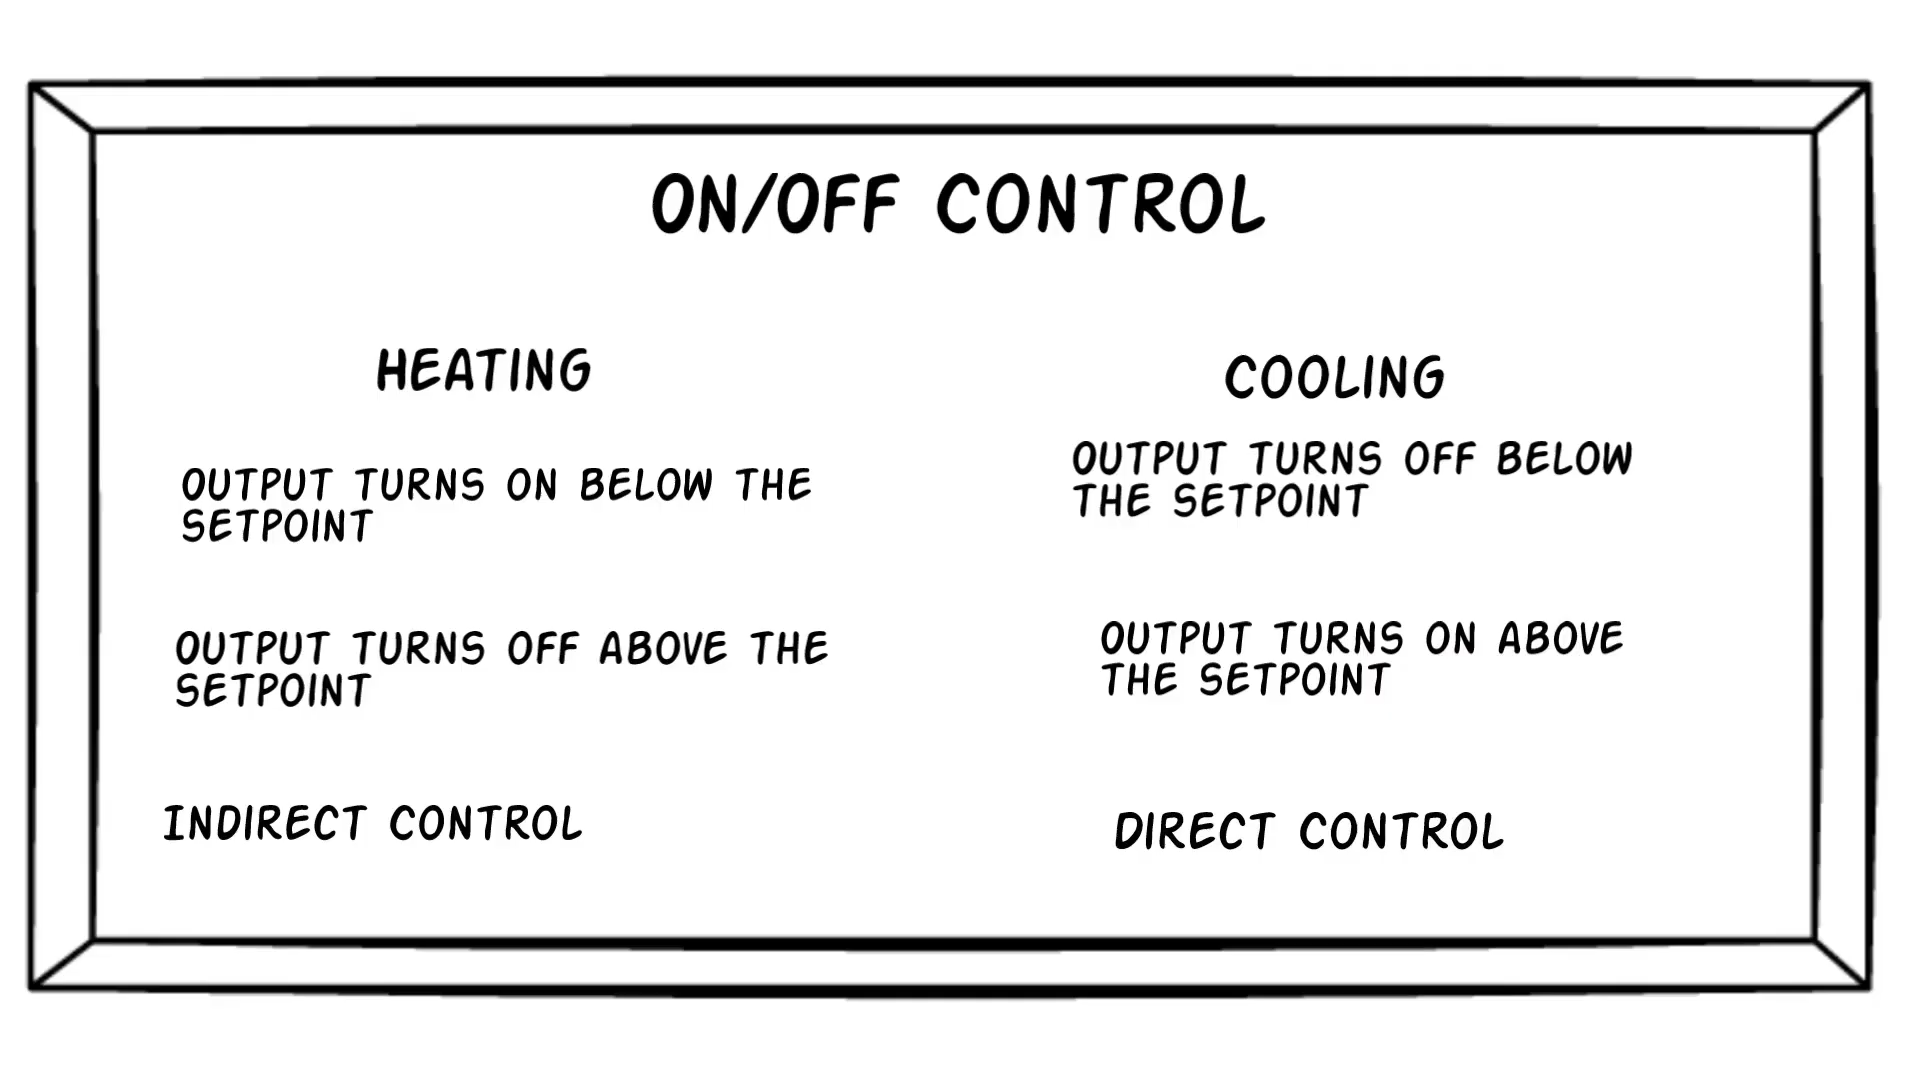 ON/OFF CONTROL
HEATING
OUTPUT TURNS ON BELOW THE
SETPOINT
OUTPUT TURNS OFF ABOVE THE
SETPOINT
INDIRECT CONTROL
COOLING
OUTPUT TURNS OFF BELOW
THE SETPOINT
OUTPUT TURNS ON ABOVE
THE SETPOINT
DIRECT CONTROL